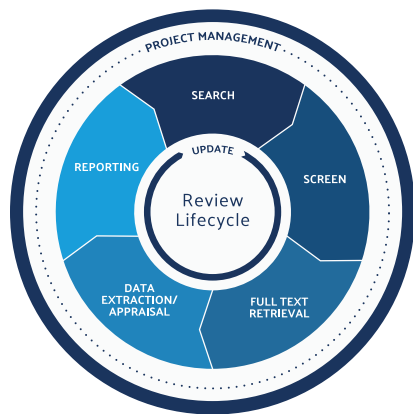 PROJECT MANAGEMENT
SEARCH
UPDATE
REPORTING
SCREEN
Review
Lifecycle
DATA
EXTRACTION/
APPRAISAL
FULL TEXT
RETRIEVAL